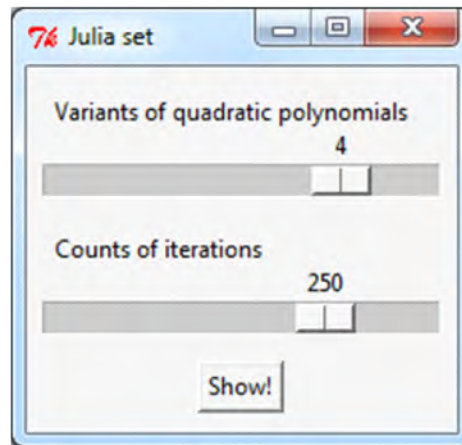 Julia set
Variants of quadratic polynomials
4
Counts of iterations
250
Show!